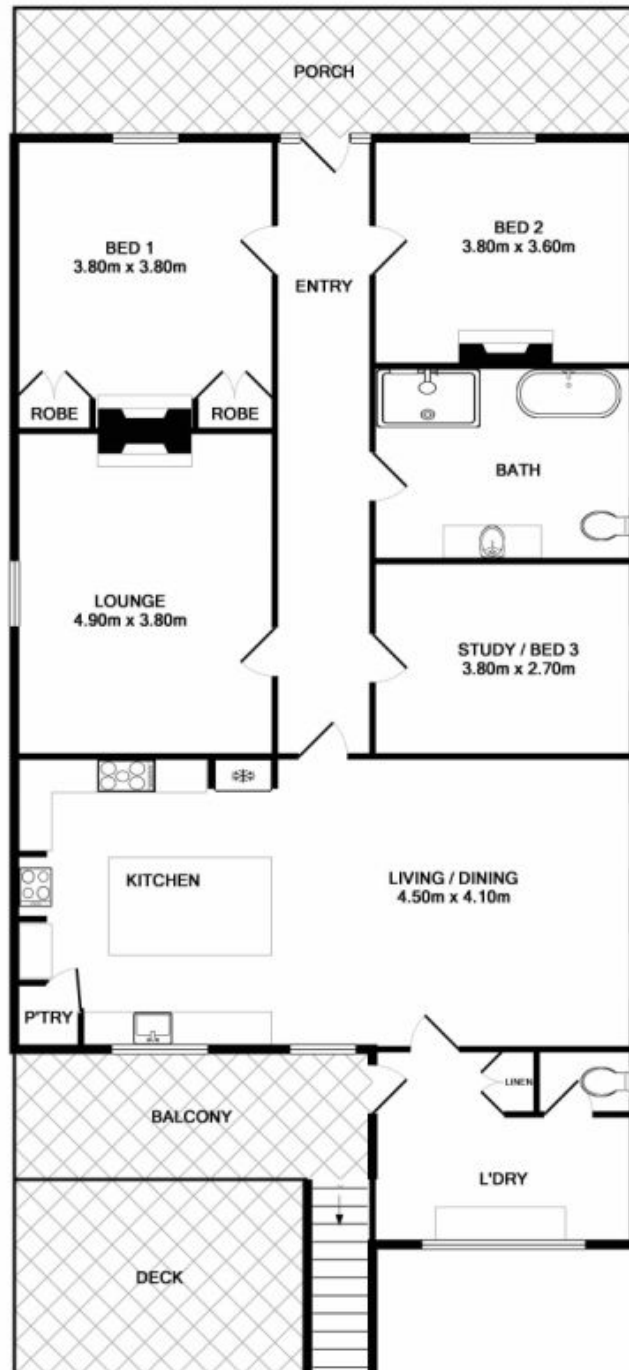 PORCH
BED 1
3.80m x 3.80m
BED 2
3.80m x 3.60m
ENTRY
ROBE
ROBE
BATH
LOUNGE
4.90m x 3.80m
STUDY / BED 3
3.80m x 2.70m
KITCHEN
LIVING / DINING
4.50m x 4.10m
P'TRY
LINEN
BALCONY
L'DRY
DECK